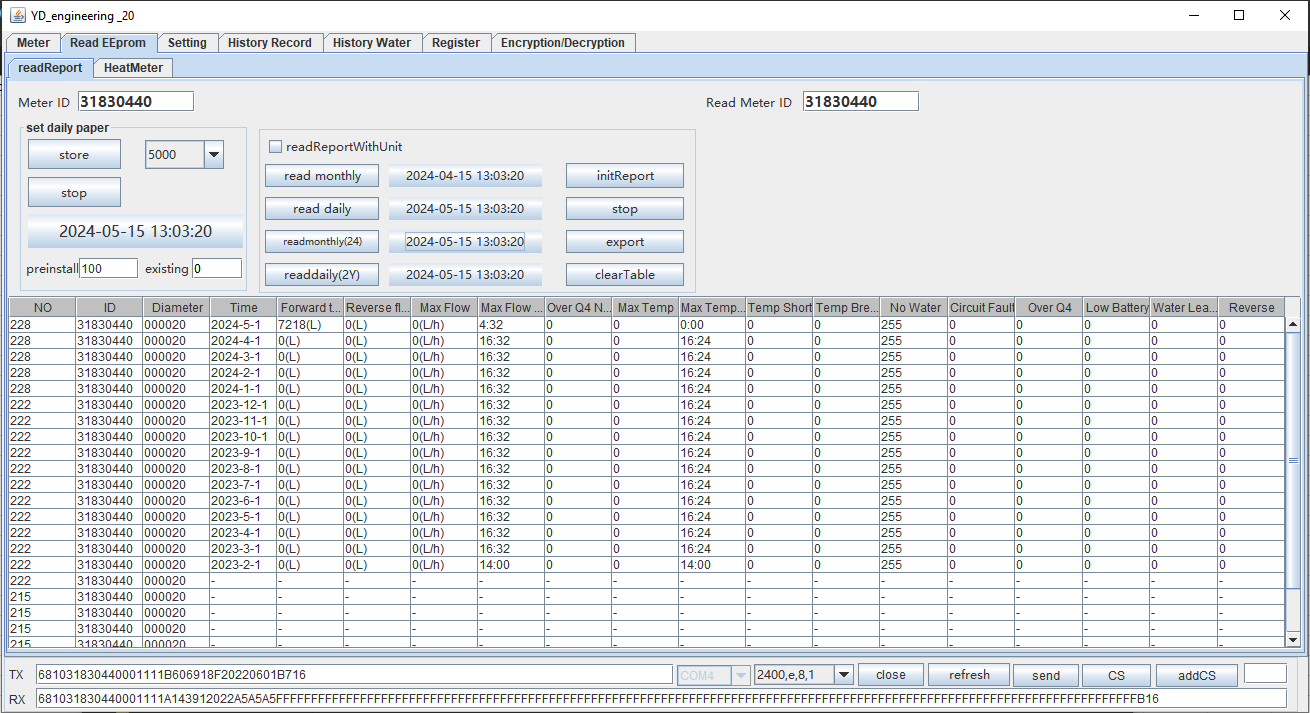 YD_engineering _20
Meter Read EEprom Setting History Record History Water Register Encryption/Decryption
readReport HeatMeter
Meter ID 31830440 Read Meter ID 31830440
set daily paper
store 5000
stop
2024-05-15 13:03:20
preinstall 100 existing 0
readReportWithUnit
read monthly 2024-04-15 13:03:20 initReport
read daily 2024-05-15 13:03:20 stop
readmonthly(24) 2024-05-15 13:03:20 export
readdaily(2Y) 2024-05-15 13:03:20 clearTable
NO ID Diameter Time Forward t... Reverse fl... Max Flow Max Flow ... Over Q4 N... Max Temp Max Temp... Temp Short Temp Bre... No Water Circuit Fault Over Q4 Low Battery Water Lea... Reverse
228 31830440 000020 2024-5-1 7218(L) 0(L) 0(L/h) 4:32 0 0 0:00 0 0 255 0 0 0 0 0
228 31830440 000020 2024-4-1 0(L) 0(L) 0(L/h) 16:32 0 0 16:24 0 0 255 0 0 0 0 0
228 31830440 000020 2024-3-1 0(L) 0(L) 0(L/h) 16:32 0 0 16:24 0 0 255 0 0 0 0 0
228 31830440 000020 2024-2-1 0(L) 0(L) 0(L/h) 16:32 0 0 16:24 0 0 255 0 0 0 0 0
228 31830440 000020 2024-1-1 0(L) 0(L) 0(L/h) 16:32 0 0 16:24 0 0 255 0 0 0 0 0
222 31830440 000020 2023-12-1 0(L) 0(L) 0(L/h) 16:32 0 0 16:24 0 0 255 0 0 0 0 0
222 31830440 000020 2023-11-1 0(L) 0(L) 0(L/h) 16:32 0 0 16:24 0 0 255 0 0 0 0 0
222 31830440 000020 2023-10-1 0(L) 0(L) 0(L/h) 16:32 0 0 16:24 0 0 255 0 0 0 0 0
222 31830440 000020 2023-9-1 0(L) 0(L) 0(L/h) 16:32 0 0 16:24 0 0 255 0 0 0 0 0
222 31830440 000020 2023-8-1 0(L) 0(L) 0(L/h) 16:32 0 0 16:24 0 0 255 0 0 0 0 0
222 31830440 000020 2023-7-1 0(L) 0(L) 0(L/h) 16:32 0 0 16:24 0 0 255 0 0 0 0 0
222 31830440 000020 2023-6-1 0(L) 0(L) 0(L/h) 16:32 0 0 16:24 0 0 255 0 0 0 0 0
222 31830440 000020 2023-5-1 0(L) 0(L) 0(L/h) 16:32 0 0 16:24 0 0 255 0 0 0 0 0
222 31830440 000020 2023-4-1 0(L) 0(L) 0(L/h) 16:32 0 0 16:24 0 0 255 0 0 0 0 0
222 31830440 000020 2023-3-1 0(L) 0(L) 0(L/h) 16:32 0 0 16:24 0 0 255 0 0 0 0 0
222 31830440 000020 2023-2-1 0(L) 0(L) 0(L/h) 14:00 0 0 14:00 0 0 255 0 0 0 0 0
222 31830440 000020 - - - - - - - - - - - - - - - -
215 31830440 000020 - - - - - - - - - - - - - - - -
215 31830440 000020 - - - - - - - - - - - - - - - -
215 31830440 000020 - - - - - - - - - - - - - - - -
215 31830440 000020 - - - - - - - - - - - - - - - -
TX 681031830440001111B606918F20220601B716 COM4 2400,e,8,1 close refresh send CS addCS
RX